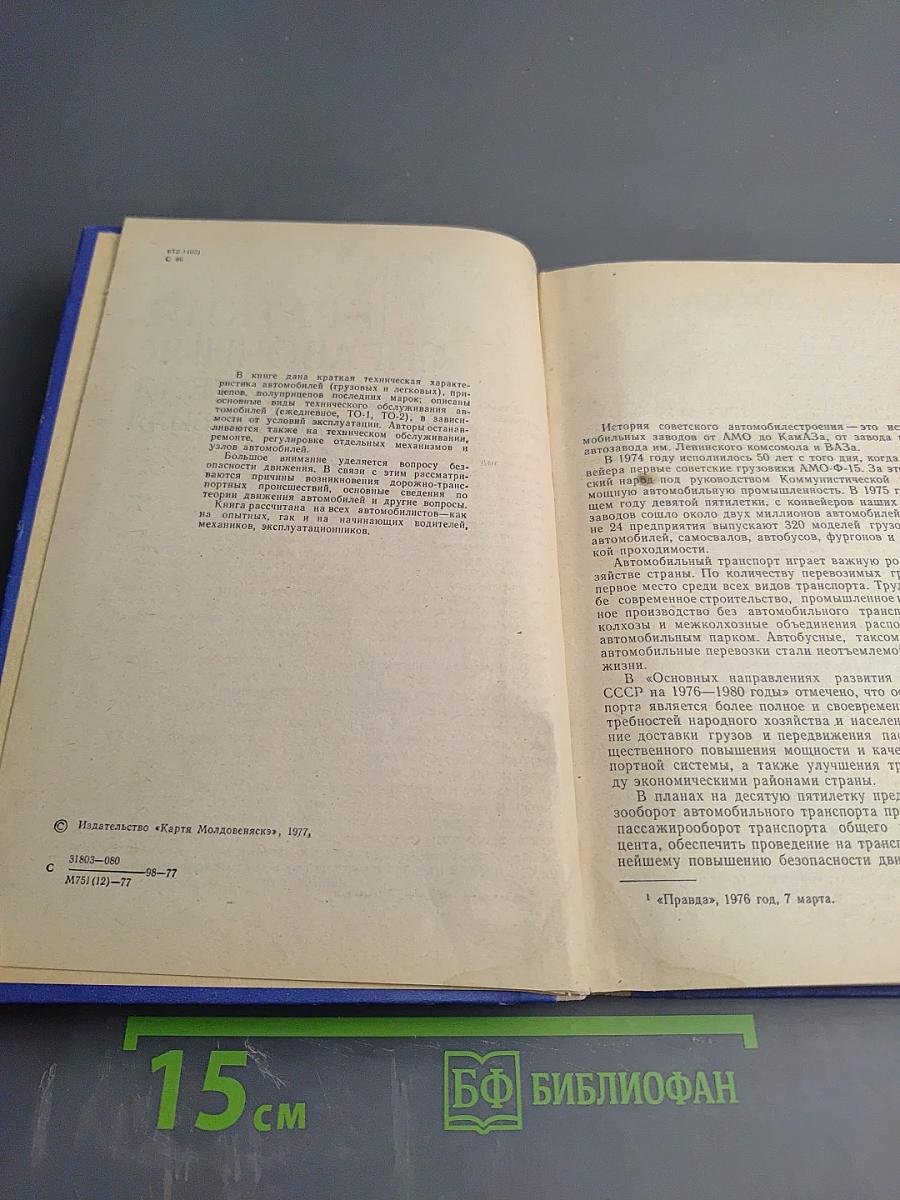 6Т2.1(03)
С 86
В книге дана краткая техническая характе-
ристика автомобилей (грузовых и легковых), при-
цепов, полуприцепов последних марок; описаны
основные виды технического обслуживания ав-
томобилей (ежедневное, ТО-1, ТО-2), в зависи-
мости от условий эксплуатации. Авторы останав-
ливаются также на техническом обслуживании,
ремонте, регулировке отдельных механизмов и
узлов автомобилей.
Большое внимание уделяется вопросу без-
опасности движения. В связи с этим рассматри-
ваются причины возникновения дорожно-транс-
портных происшествий, основные сведения по
теории движения автомобилей и другие вопросы.
Книга рассчитана на всех автомобилистов—как
на опытных, так и на начинающих водителей,
механиков, эксплуатационников.
© Издательство «Картя Молдовеняскэ», 1977,
С 31803—080
М751(12)—77
98—77
История советского автомобилестроения — это ис
мобильных заводов от АМО до КамАЗа, от завода
автозавода им. Ленинского комсомола и ВАЗа.
В 1974 году исполнилось 50 лет с того дня, когда
вейера первые советские грузовики АМО-Ф-15. За эт
ский народ под руководством Коммунистической
мощную автомобильную промышленность. В 1975 г
щем году девятой пятилетки, с конвейеров наших
заводов сошло около двух миллионов автомобилей
не 24 предприятия выпускают 320 моделей грузо
автомобилей, самосвалов, автобусов, фургонов и
кой проходимости.
Автомобильный транспорт играет важную ро
зяйстве страны. По количеству перевозимых гр
первое место среди всех видов транспорта. Труд
бе современное строительство, промышленное и
ное производство без автомобильного трансп
колхозы и межколхозные объединения распо
автомобильным парком. Автобусные, таксом
автомобильные перевозки стали неотъемлемо
жизни.
В «Основных направлениях развития
СССР на 1976—1980 годы» отмечено, что ос
порта является более полное и своевремен
требностей народного хозяйства и населен
ние доставки грузов и передвижения пас
щественного повышения мощности и каче
портной системы, а также улучшения тр
ду экономическими районами страны.
В планах на десятую пятилетку пред
зооборот автомобильного транспорта пр
пассажирооборот транспорта общего
цента, обеспечить проведение на трансп
нейшему повышению безопасности дви
¹ «Правда», 1976 год, 7 марта.
15 см
БФ БИБЛИОФАН